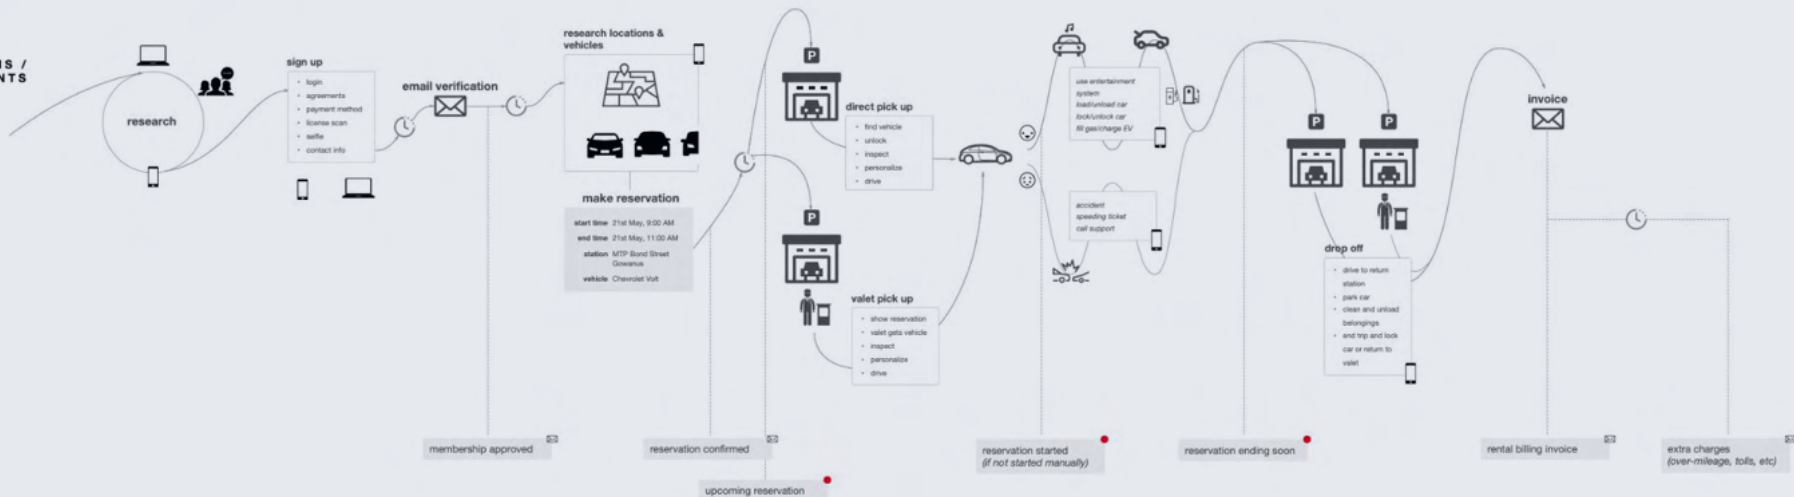 IS /
NTS
research
sign up
login
agreements
payment method
license scan
selfie
contact info
email verification
research locations &
vehicles
make reservation
start time 21st May, 9:00 AM
end time 21st May, 11:00 AM
station MTP Bond Street
Gowanus
vehicle Chevrolet Volt
P
direct pick up
find vehicle
unlock
inspect
personalize
drive
P
valet pick up
show reservation
valet gets vehicle
inspect
personalize
drive
use entertainment
system
load/unload car
lock/unlock car
fill gas/charge EV
accident
speeding ticket
call support
P
P
drop off
drive to return
station
park car
clean and unload
belongings
end trip and lock
car or return to
valet
invoice
membership approved
reservation confirmed
upcoming reservation
reservation started
(if not started manually)
reservation ending soon
rental billing invoice
extra charges
(over-mileage, tolls, etc)